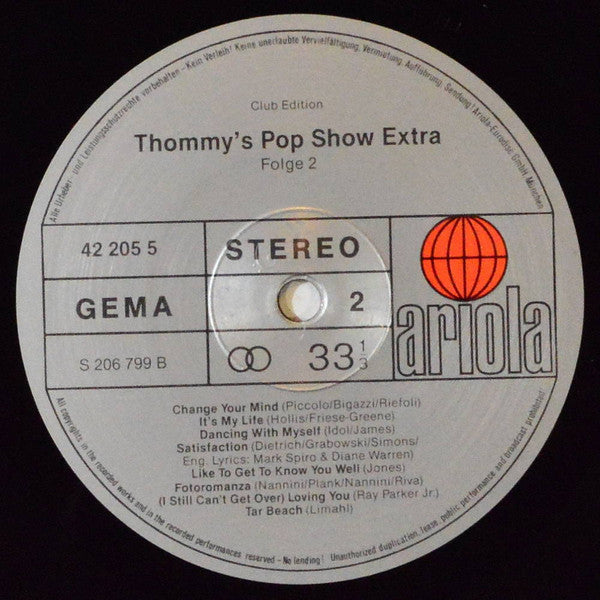 Alle Urheber- und Leistungsschutzrechte vorbehalten - Kein Verleih! Keine unerlaubte Vervielfältigung, Vermietung, Aufführung, Sendung! Ariola-Eurodisc GmbH München
Club Edition
Thommy's Pop Show Extra
Folge 2
42 205 5
STEREO
GEMA
2
ariola
S 206 799 B
33 1/3
Change Your Mind (Piccolo/Bigazzi/Riefoli)
It's My Life (Hollis/Friese-Greene)
Dancing With Myself (Idol/James)
Satisfaction (Dietrich/Grabowski/Simons/
Eng. Lyrics: Mark Spiro & Diane Warren)
Like To Get To Know You Well (Jones)
Fotoromanza (Nannini/Plank/Nannini/Riva)
(I Still Can't Get Over) Loving You (Ray Parker Jr.)
Tar Beach (Limahl)
All copyrights in the recorded works and in the recorded performances reserved - No lending! Unauthorized duplication, lease, public performance and broadcast prohibited!